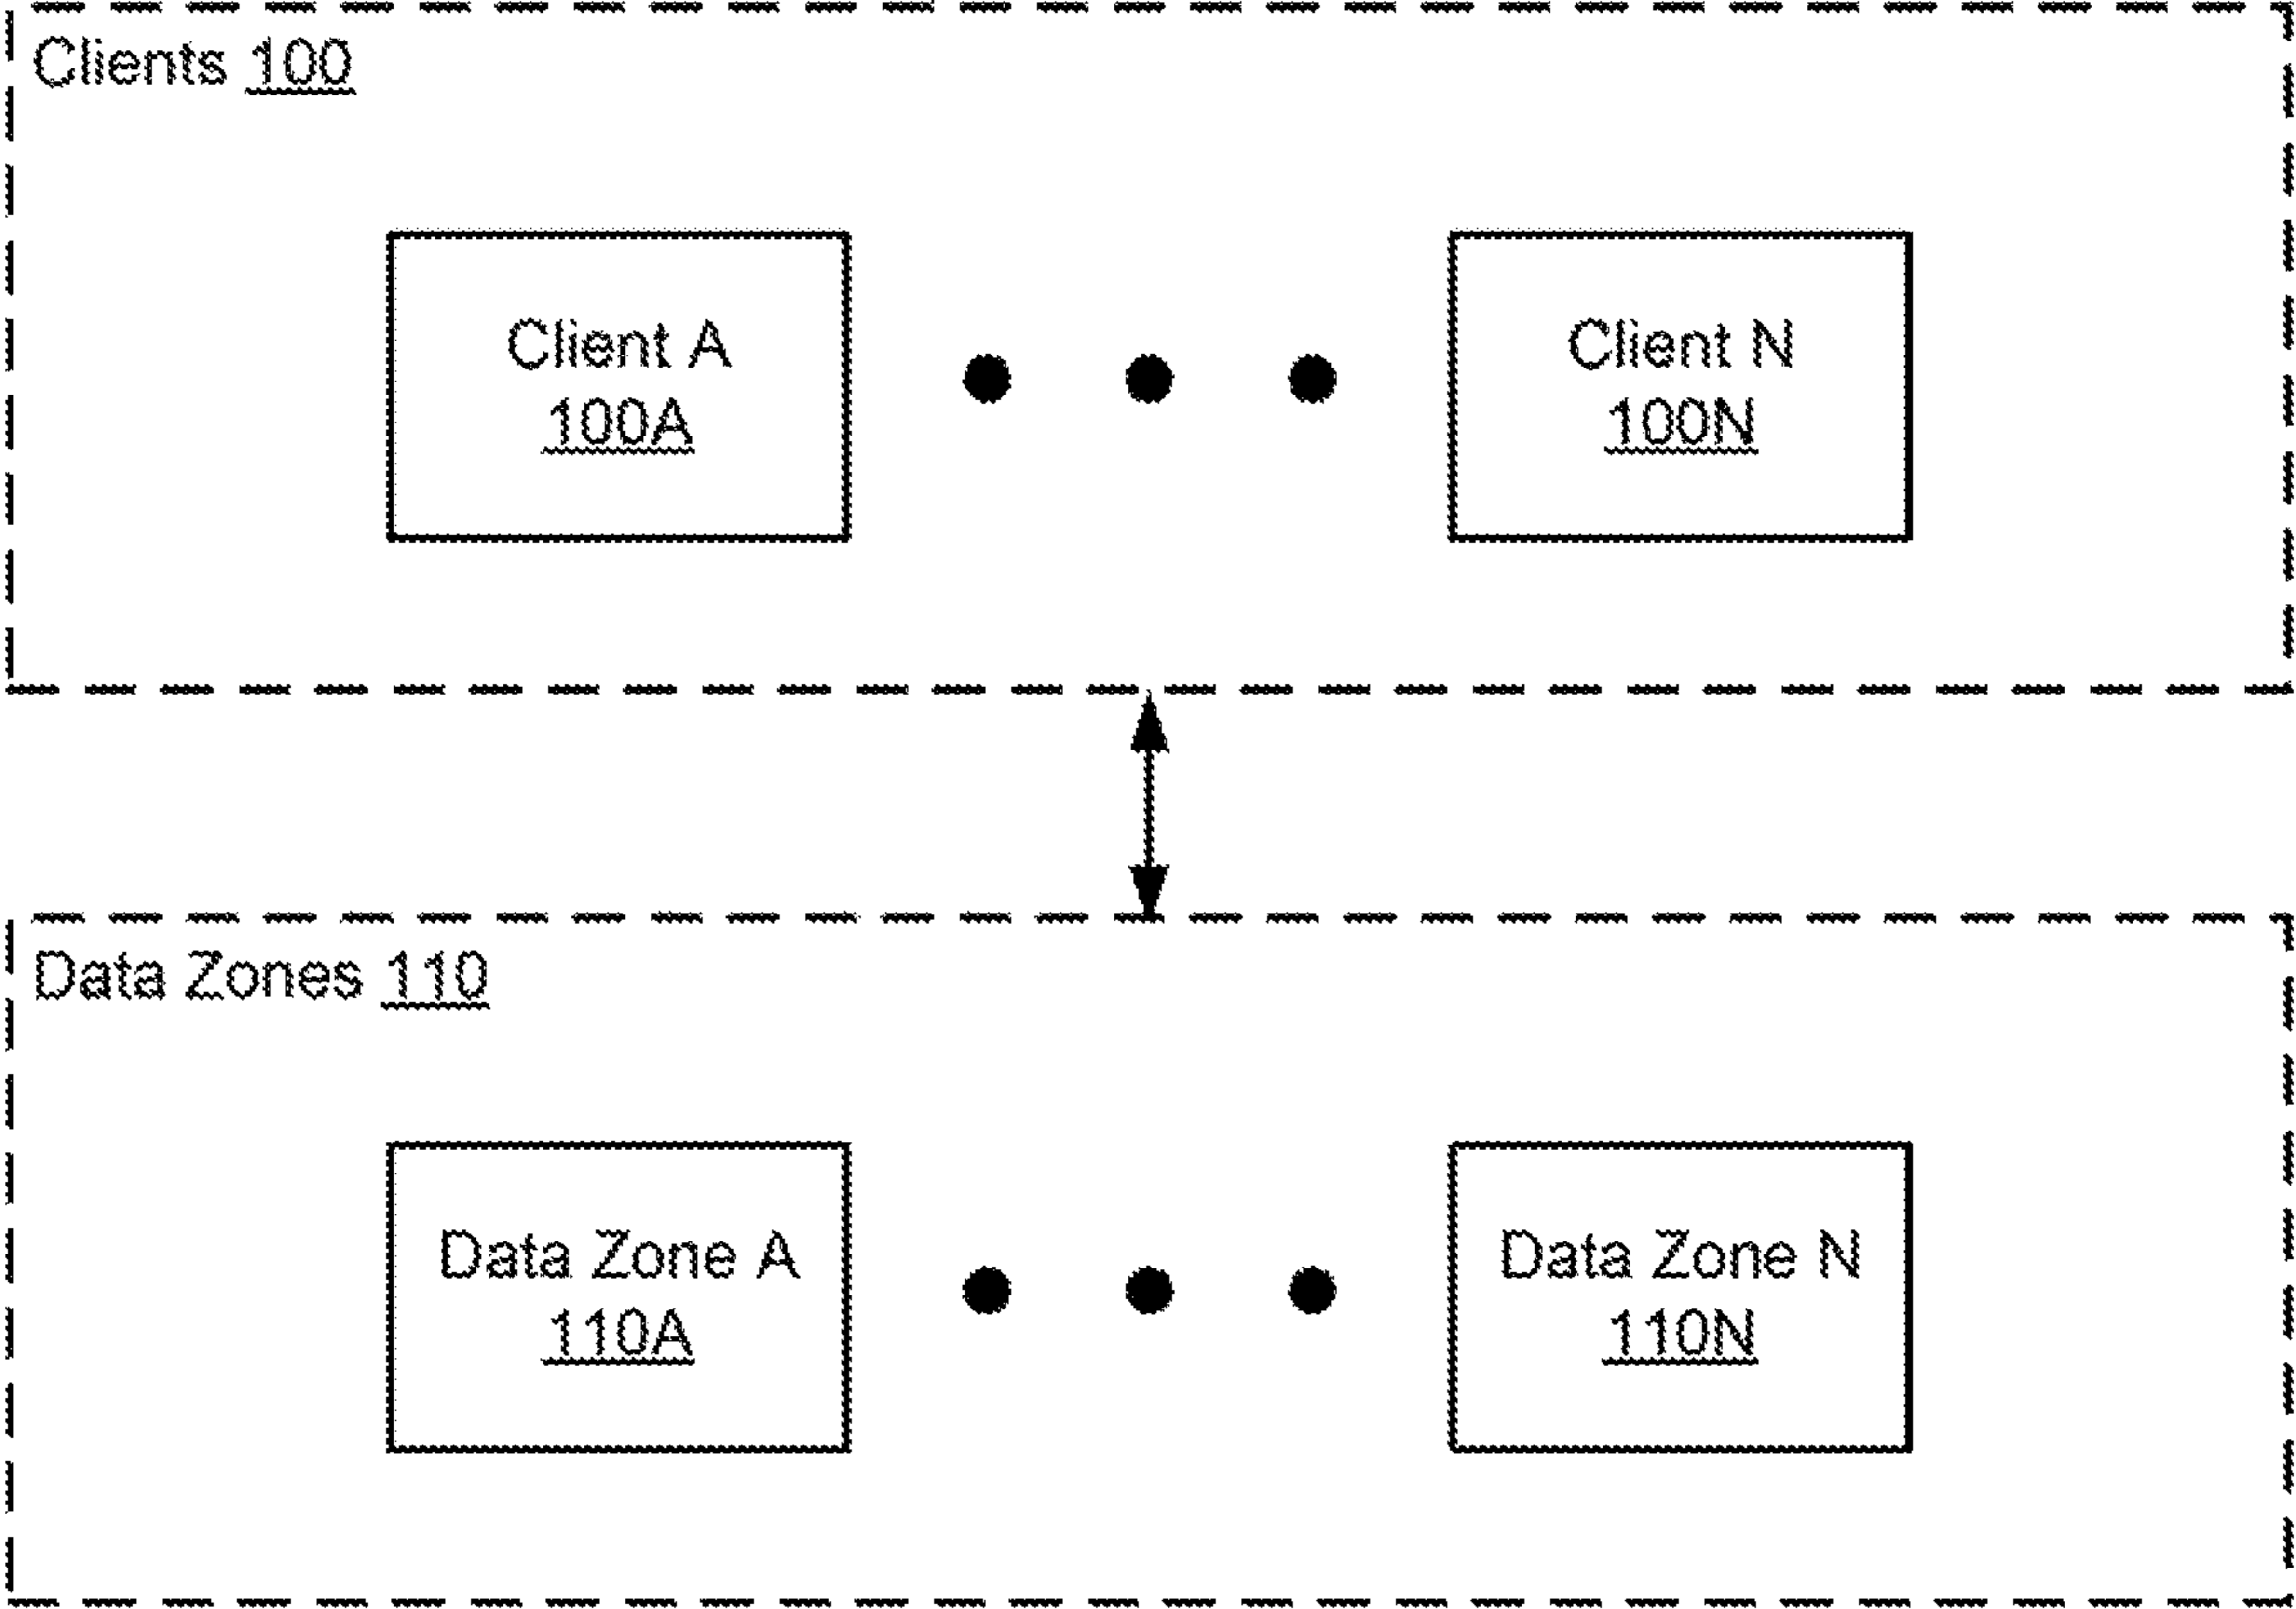 Clients 100
Client A
100A
Client N
100N
Data Zones 110
Data Zone A
110A
Data Zone N
110N